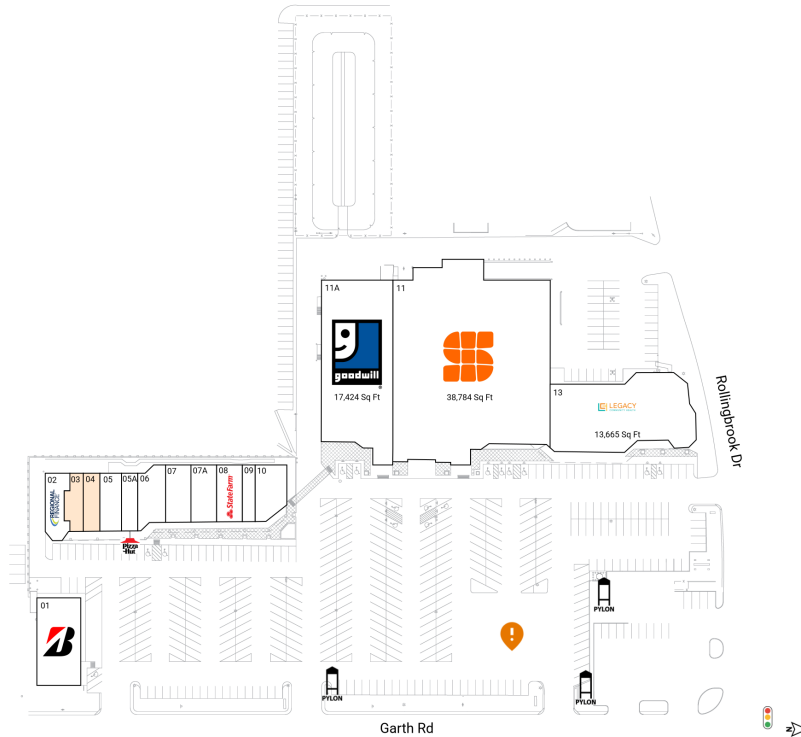 11A
11
goodwill
17,424 Sq Ft
38,784 Sq Ft
13
LEGACY
13,665 Sq Ft
Rollingbrook Dr
02
03
04
05
05A
06
07
07A
08
09
10
REGIONAL
FINANCE
StateFarm
Pizza
Hut
01
B
!
PYLON
PYLON
PYLON
Garth Rd
N